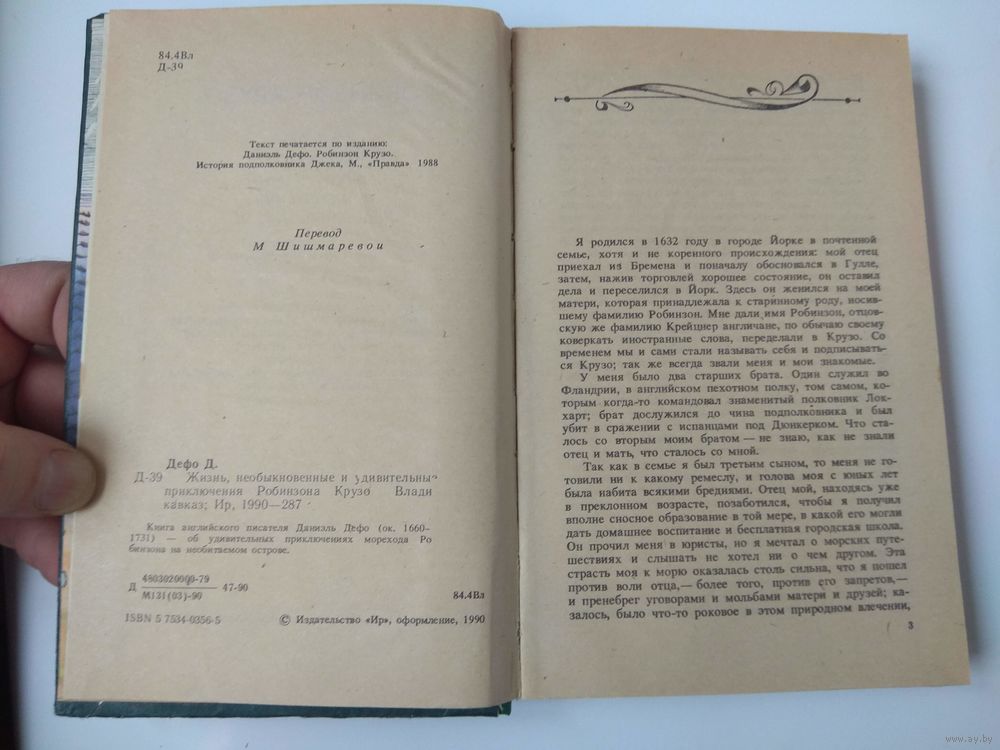 84.4Вл
Д-39
Текст печатается по изданию:
Даниэль Дефо. Робинзон Крузо.
История подполковника Джека, М., «Правда» 1988
Перевод
М Шишмаревои
Дефо Д.
Д-39 Жизнь, необыкновенные и удивительны
приключения Робинзона Крузо Влади
кавказ; Ир, 1990—287
Книга английского писателя Даниэль Дефо (ок. 1660-
1731) — об удивительных приключениях морехода Ро
бинзона на необитаемом острове.
Д 4803020000-79 47-90
М131(03)-90
84.4Вл
ISBN 5 7534-0356-5
© Издательство «Ир», оформление, 1990
Я родился в 1632 году в городе Йорке в почтенной
семье, хотя и не коренного происхождения: мой отец
приехал из Бремена и поначалу обосновался в Гулле,
затем, нажив торговлей хорошее состояние, он оставил
дела и переселился в Йорк. Здесь он женился на моей
матери, которая принадлежала к старинному роду, носив-
шему фамилию Робинзон. Мне дали имя Робинзон, отцов-
скую же фамилию Крейцнер англичане, по обычаю своему
коверкать иностранные слова, переделали в Крузо. Со
временем мы и сами стали называть себя и подписывать-
ся Крузо; так же всегда звали меня и мои знакомые.
У меня было два старших брата. Один служил во
Фландрии, в английском пехотном полку, том самом, ко-
торым когда-то командовал знаменитый полковник Лок-
харт; брат дослужился до чина подполковника и был
убит в сражении с испанцами под Дюнкерком. Что ста-
лось со вторым моим братом — не знаю, как не знали
отец и мать, что сталось со мной.
Так как в семье я был третьим сыном, то меня не го-
товили ни к какому ремеслу, и голова моя с юных лет
была набита всякими бреднями. Отец мой, находясь уже
в преклонном возрасте, позаботился, чтобы я получил
вполне сносное образование в той мере, в какой его могли
дать домашнее воспитание и бесплатная городская школа.
Он прочил меня в юристы, но я мечтал о морских путе-
шествиях и слышать не хотел ни о чем другом. Эта
страсть моя к морю оказалась столь сильна, что я пошел
против воли отца,— более того, против его запретов,—
и пренебрег уговорами и мольбами матери и друзей; ка-
залось, было что-то роковое в этом природном влечении,
3
www.ay.by